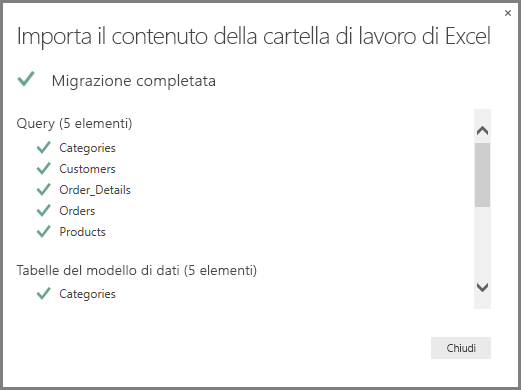 Importa il contenuto della cartella di lavoro di Excel
Migrazione completata
Query (5 elementi)
Categories
Customers
Order_Details
Orders
Products
Tabelle del modello di dati (5 elementi)
Categories
Chiudi